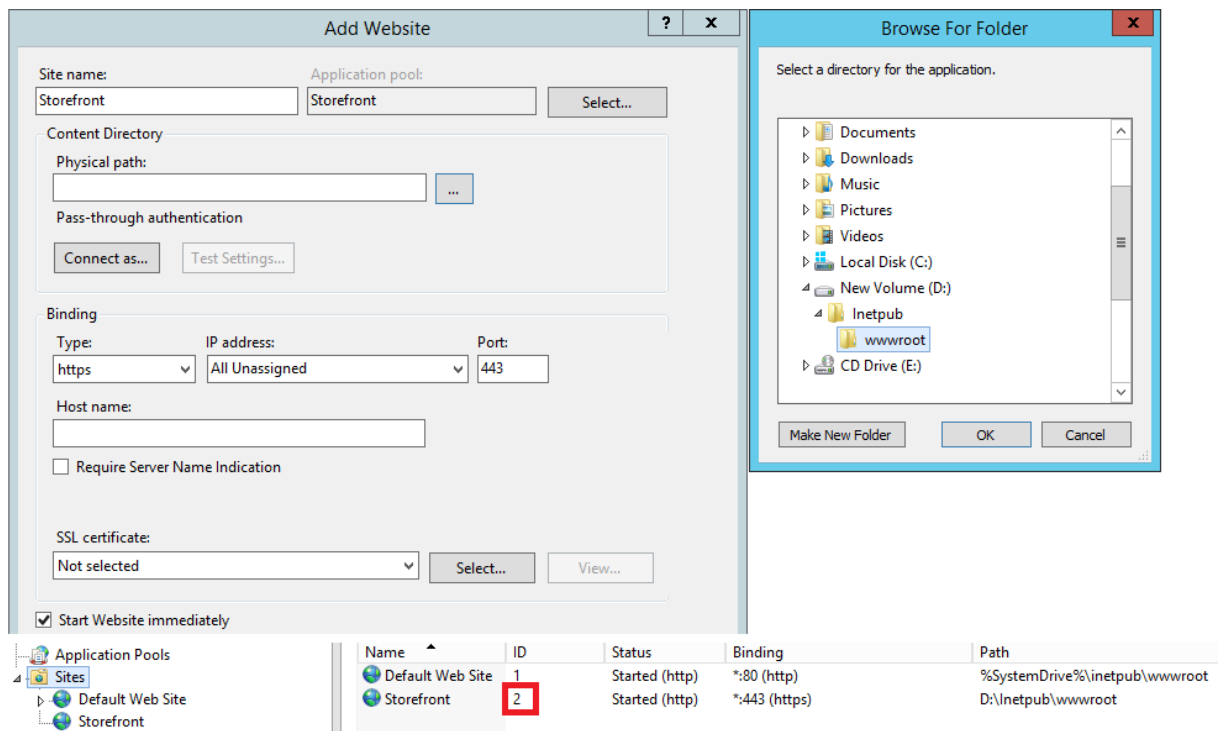 Add Website
? x
Site name: Application pool:
Storefront Storefront Select...
Content Directory
Physical path:
...
Pass-through authentication
Connect as... Test Settings...
Binding
Type: IP address: Port:
https All Unassigned 443
Host name:
Require Server Name Indication
SSL certificate:
Not selected Select... View...
Start Website immediately
Browse For Folder
x
Select a directory for the application.
Documents
Downloads
Music
Pictures
Videos
Local Disk (C:)
New Volume (D:)
Inetpub
wwwroot
CD Drive (E:)
Make New Folder OK Cancel
Application Pools
Sites
Default Web Site
Storefront
Name ID Status Binding Path
Default Web Site 1 Started (http) *:80 (http) %SystemDrive%\inetpub\wwwroot
Storefront 2 Started (http) *:443 (https) D:\Inetpub\wwwroot